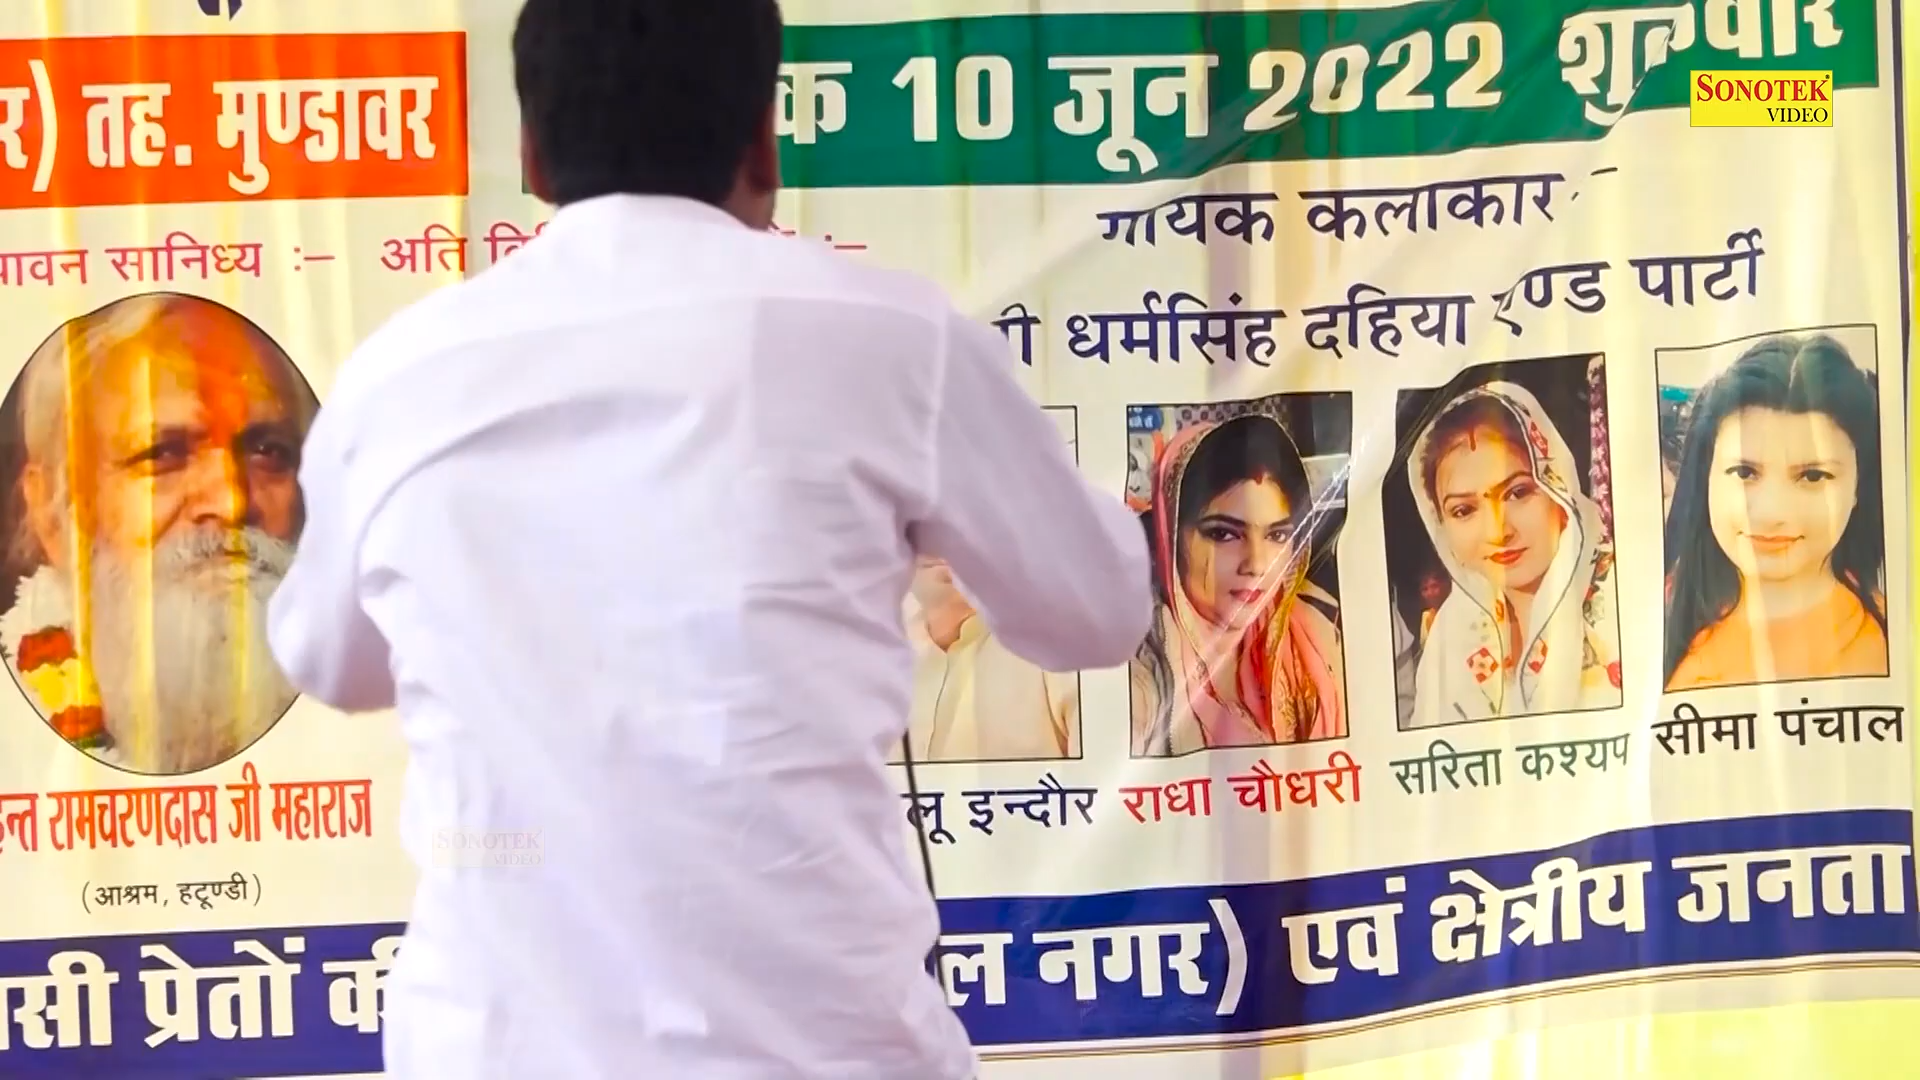 तह. मुण्डावर
10 जून 2022 शुक्रवार
SONOTEK
VIDEO
सानिध्य :– अति
गायक कलाकार
धर्मसिंह दहिया एण्ड पार्टी
रामचरणदास जी महाराज
(आश्रम, हटूण्डी)
इन्दौर
राधा चौधरी
सरिता कश्यप
सीमा पंचाल
SONOTEK
VIDEO
प्रेतों की
नगर) एवं क्षेत्रीय जनता